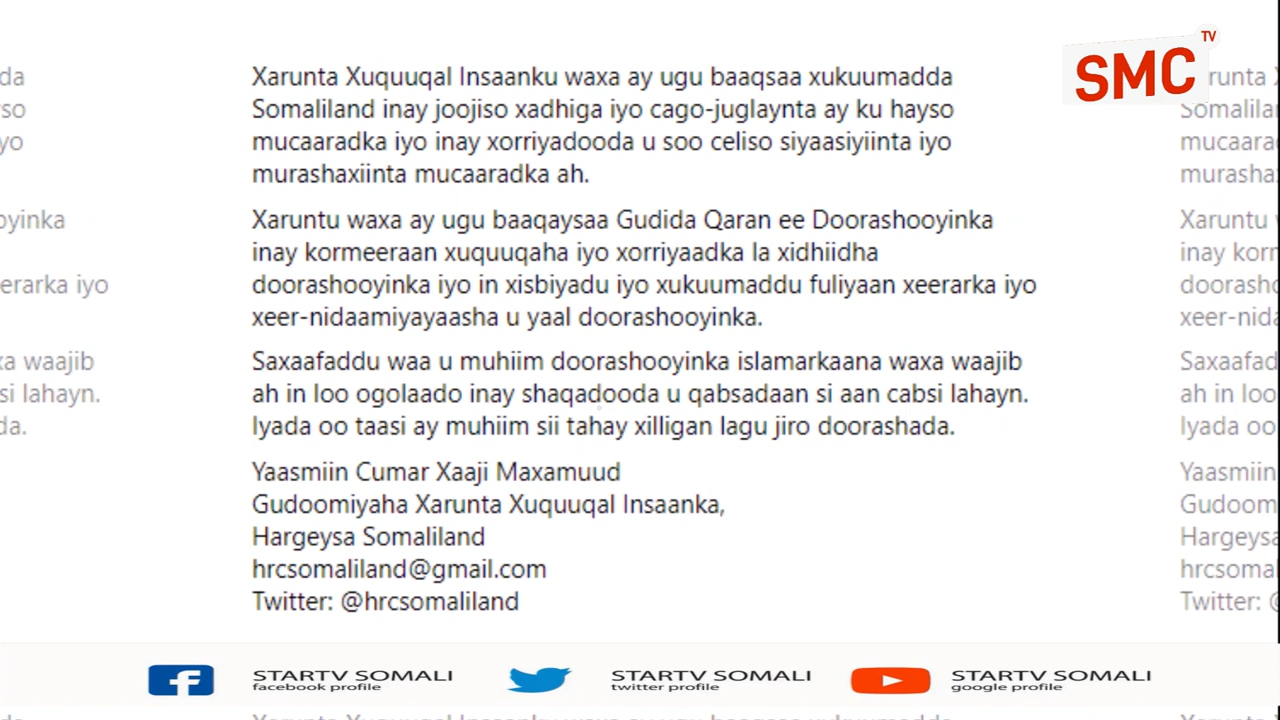 TV
SMC
Xarunta Xuquuqal Insaanku waxa ay ugu baaqsaa xukuumadda
Somaliland inay joojiso xadhiga iyo cago-juglaynta ay ku hayso
mucaaradka iyo inay xorriyadooda u soo celiso siyaasiyiinta iyo
murashaxiinta mucaaradka ah.
Xaruntu waxa ay ugu baaqaysaa Gudida Qaran ee Doorashooyinka
inay kormeeraan xuquuqaha iyo xorriyaadka la xidhiidha
doorashooyinka iyo in xisbiyadu iyo xukuumaddu fuliyaan xeerarka iyo
xeer-nidaamiyayaasha u yaal doorashooyinka.
Saxaafaddu waa u muhiim doorashooyinka islamarkaana waxa waajib
ah in loo ogolaado inay shaqadooda u qabsadaan si aan cabsi lahayn.
Iyada oo taasi ay muhiim sii tahay xilligan lagu jiro doorashada.
Yaasmiin Cumar Xaaji Maxamuud
Gudoomiyaha Xarunta Xuquuqal Insaanka,
Hargeysa Somaliland
hrcsomaliland@gmail.com
Twitter: @hrcsomaliland
STARTV SOMALI
facebook profile
STARTV SOMALI
twitter profile
STARTV SOMALI
google profile